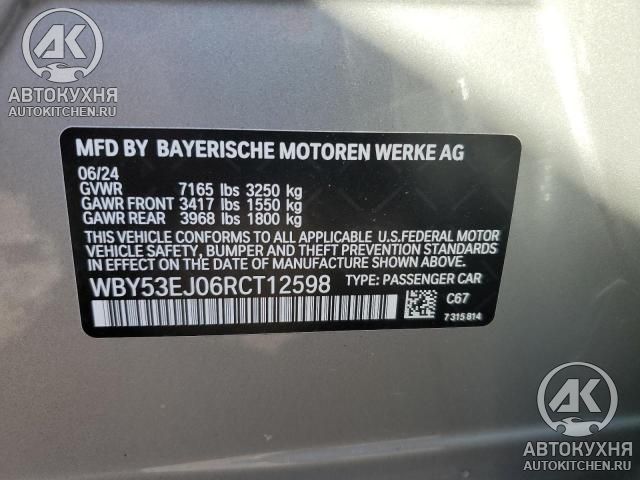 АК
АВТОКУХНЯ
AUTOKITCHEN.RU
MFD BY BAYERISCHE MOTOREN WERKE AG
06/24
GVWR 7165 lbs 3250 kg
GAWR FRONT 3417 lbs 1550 kg
GAWR REAR 3968 lbs 1800 kg
THIS VEHICLE CONFORMS TO ALL APPLICABLE U.S.FEDERAL MOTOR
VEHICLE SAFETY, BUMPER AND THEFT PREVENTION STANDARDS
IN EFFECT ON THE DATE OF MANUFACTURE SHOWN ABOVE.
WBY53EJ06RCT12598 TYPE: PASSENGER CAR
C67
7 315 814
АК
АВТОКУХНЯ
AUTOKITCHEN.RU